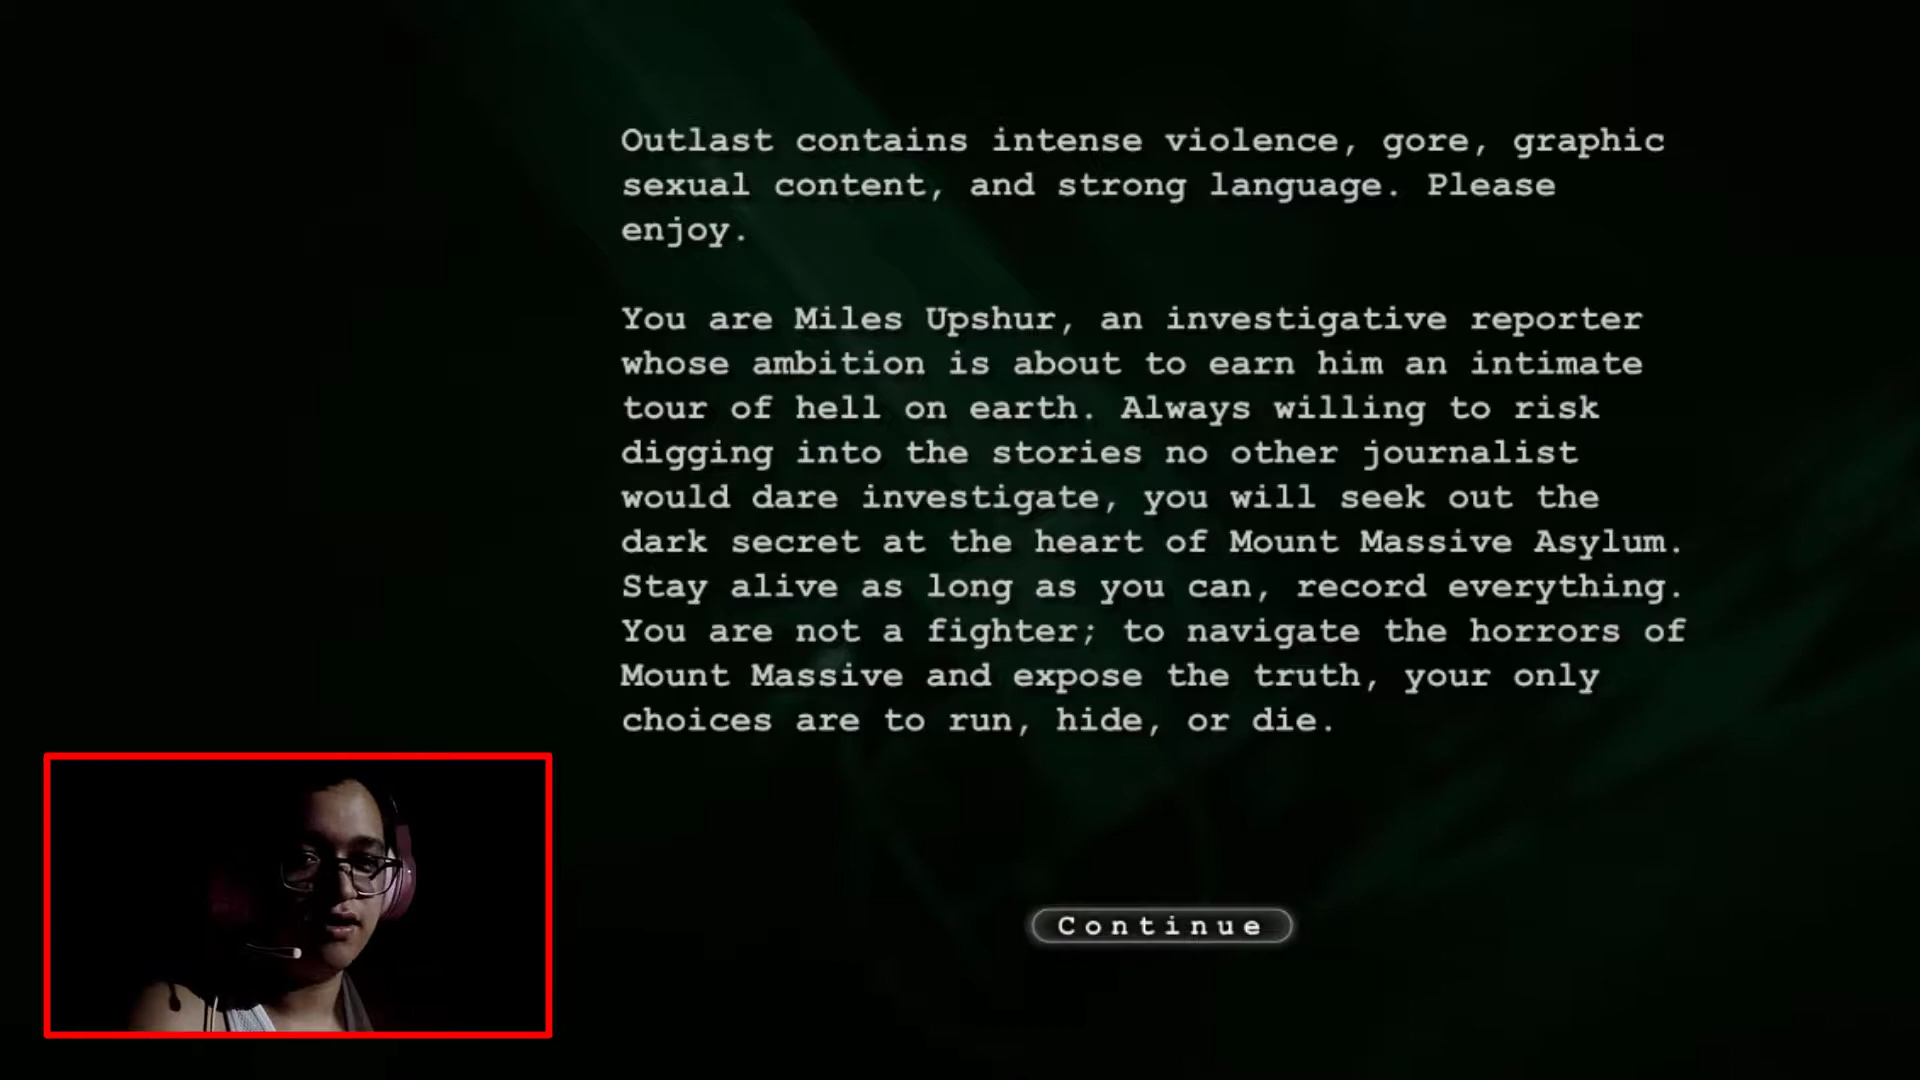 Outlast contains intense violence, gore, graphic
sexual content, and strong language. Please
enjoy.
You are Miles Upshur, an investigative reporter
whose ambition is about to earn him an intimate
tour of hell on earth. Always willing to risk
digging into the stories no other journalist
would dare investigate, you will seek out the
dark secret at the heart of Mount Massive Asylum.
Stay alive as long as you can, record everything.
You are not a fighter; to navigate the horrors of
Mount Massive and expose the truth, your only
choices are to run, hide, or die.
Continue